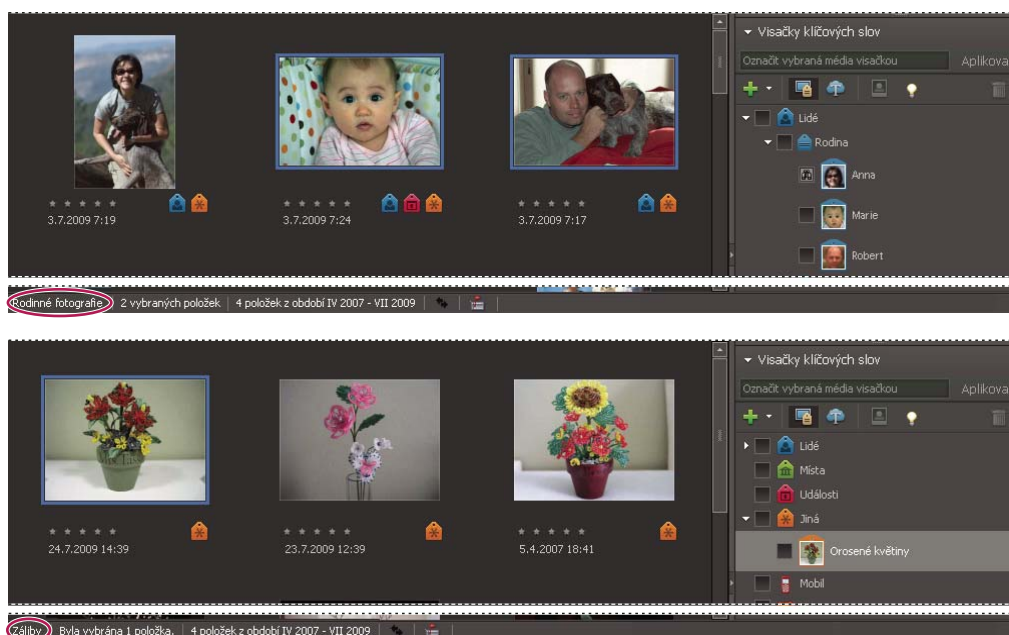 Visačky klíčových slov
Označit vybraná média visačkou Aplikova
Lidé
Rodina
Anna
Marie
Robert
3.7.2009 7:19 3.7.2009 7:24 3.7.2009 7:17
Rodinné fotografie 2 vybraných položek 4 položek z období IV 2007 - VII 2009
Visačky klíčových slov
Označit vybraná média visačkou Aplikova
Lidé
Místa
Události
Jiná
Orosené květiny
Mobil
24.7.2009 14:39 23.7.2009 12:39 5.4.2007 18:41
Záliby Byla vybrána 1 položka. 4 položek z období IV 2007 - VII 2009